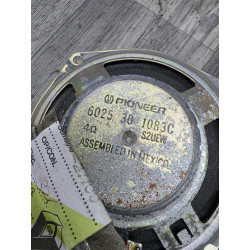 PIONEER
6025 30 1083C
4Ω S2UEW
ASSEMBLED IN MEXICO